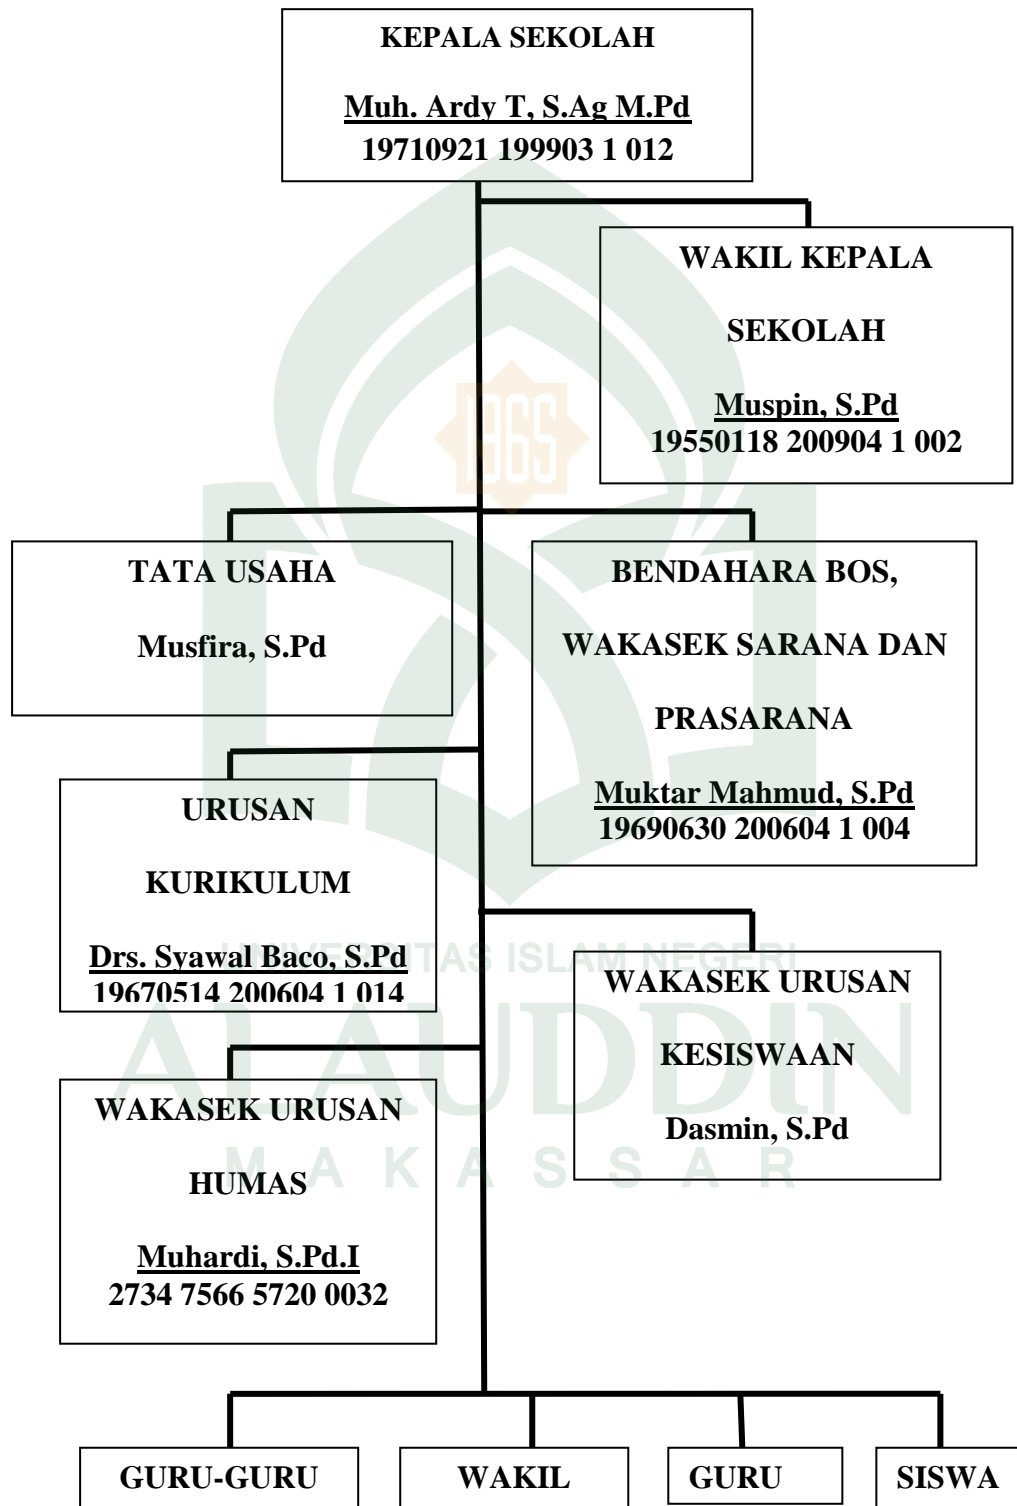 KEPALA SEKOLAH
Muh. Ardy T, S.Ag M.Pd
19710921 199903 1 012
WAKIL KEPALA
SEKOLAH
Muspin, S.Pd
19550118 200904 1 002
1965
TATA USAHA
Musfira, S.Pd
BENDAHARA BOS,
WAKASEK SARANA DAN
PRASARANA
Muktar Mahmud, S.Pd
19690630 200604 1 004
URUSAN
KURIKULUM
Drs. Syawal Baco, S.Pd
19670514 200604 1 014
UNIVERSITAS ISLAM NEGERI
ALAUDDIN
MAKASSAR
WAKASEK URUSAN
KESISWAAN
Dasmin, S.Pd
WAKASEK URUSAN
HUMAS
Muhardi, S.Pd.I
2734 7566 5720 0032
GURU-GURU
WAKIL
GURU
SISWA